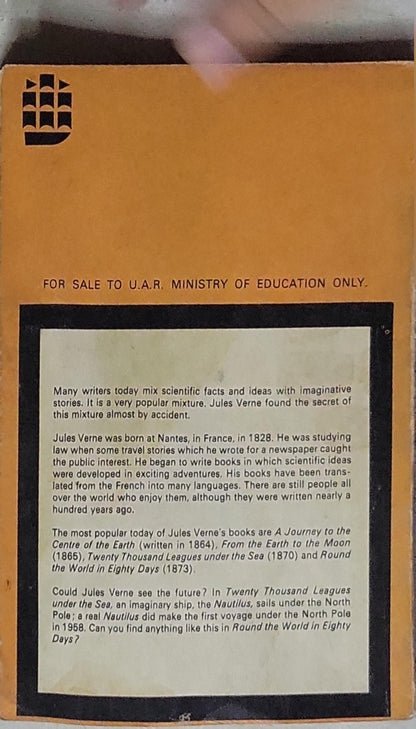 FOR SALE TO U.A.R. MINISTRY OF EDUCATION ONLY.
Many writers today mix scientific facts and ideas with imaginative
stories. It is a very popular mixture. Jules Verne found the secret of
this mixture almost by accident.
Jules Verne was born at Nantes, in France, in 1828. He was studying
law when some travel stories which he wrote for a newspaper caught
the public interest. He began to write books in which scientific ideas
were developed in exciting adventures. His books have been trans-
lated from the French into many languages. There are still people all
over the world who enjoy them, although they were written nearly a
hundred years ago.
The most popular today of Jules Verne's books are A Journey to the
Centre of the Earth (written in 1864), From the Earth to the Moon
(1865), Twenty Thousand Leagues under the Sea (1870) and Round
the World in Eighty Days (1873).
Could Jules Verne see the future? In Twenty Thousand Leagues
under the Sea, an imaginary ship, the Nautilus, sails under the North
Pole; a real Nautilus did make the first voyage under the North Pole
in 1958. Can you find anything like this in Round the World in Eighty
Days?